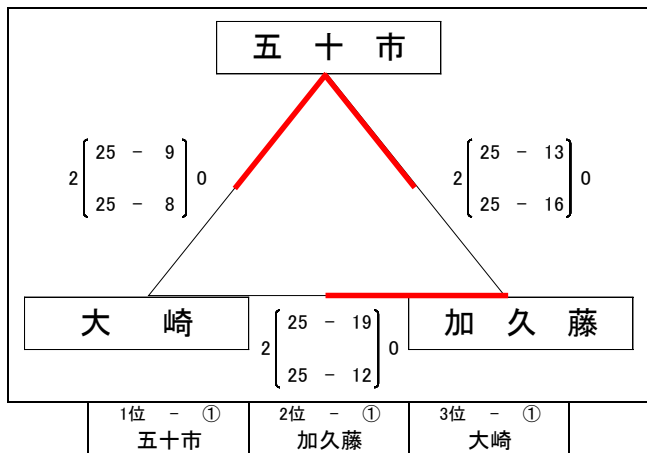 五十市
2 25 - 9 0
25 - 8
2 25 - 13 0
25 - 16
大崎
2 25 - 19 0
25 - 12
加久藤
1位 - ① 2位 - ① 3位 - ①
五十市 加久藤 大崎